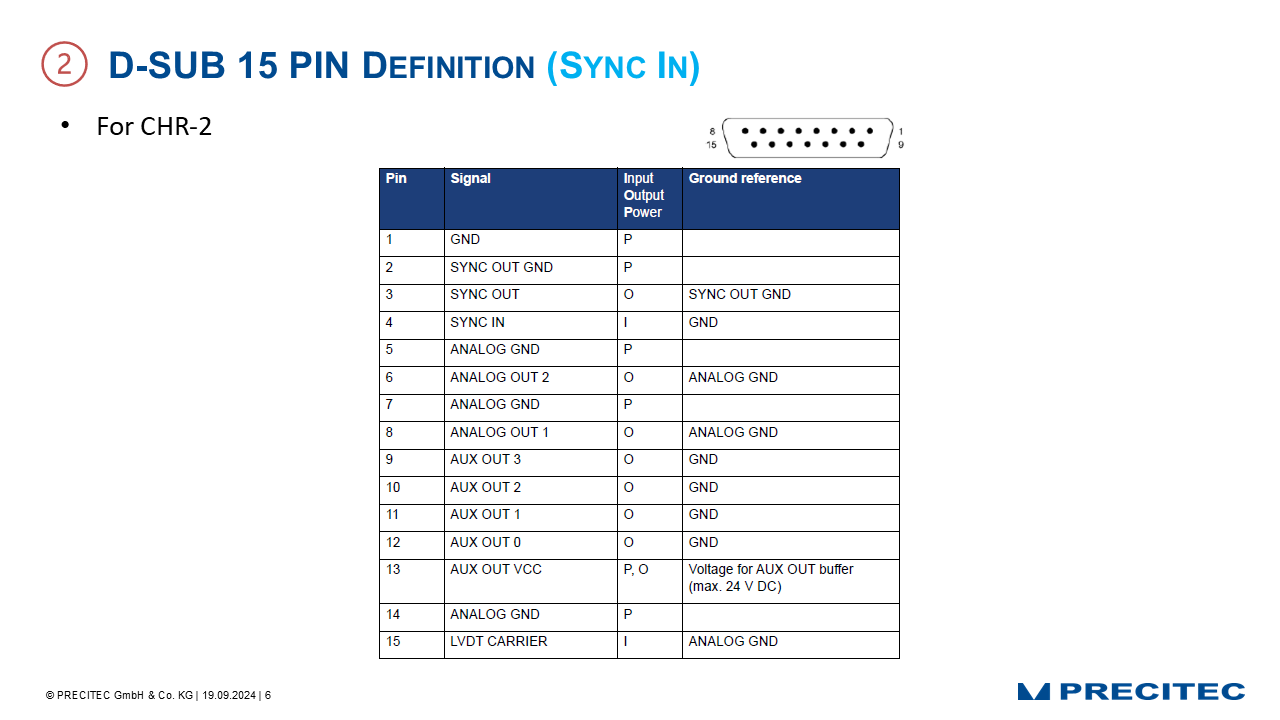 2 D-SUB 15 PIN DEFINITION (SYNC IN)
• For CHR-2
8 1
15 9
Pin Signal Input Output Power Ground reference
1 GND P
2 SYNC OUT GND P
3 SYNC OUT O SYNC OUT GND
4 SYNC IN I GND
5 ANALOG GND P
6 ANALOG OUT 2 O ANALOG GND
7 ANALOG GND P
8 ANALOG OUT 1 O ANALOG GND
9 AUX OUT 3 O GND
10 AUX OUT 2 O GND
11 AUX OUT 1 O GND
12 AUX OUT 0 O GND
13 AUX OUT VCC P, O Voltage for AUX OUT buffer
(max. 24 V DC)
14 ANALOG GND P
15 LVDT CARRIER I ANALOG GND
© PRECITEC GmbH & Co. KG | 19.09.2024 | 6
PRECITEC